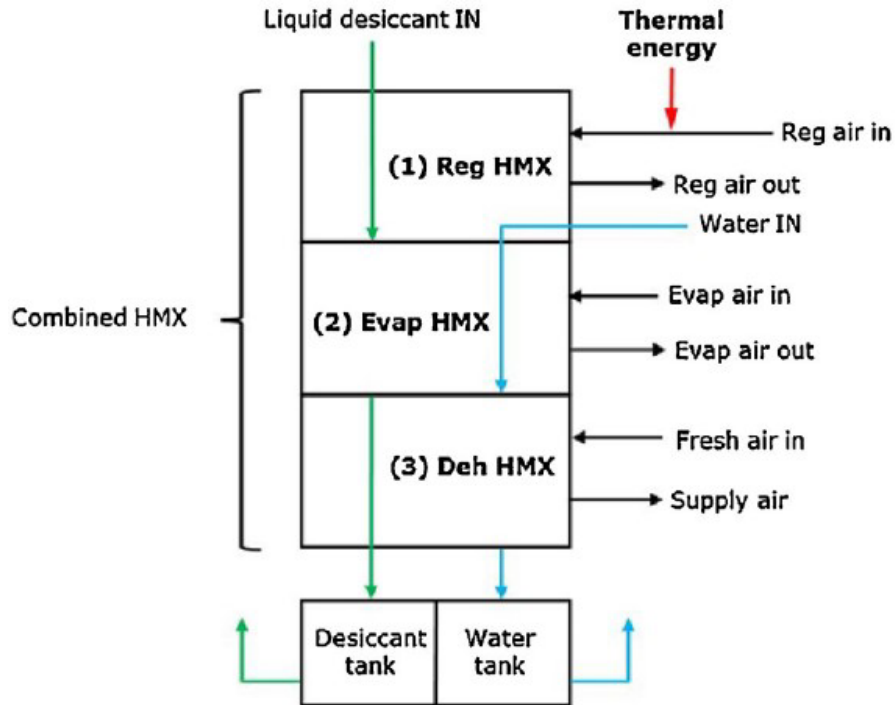 Liquid desiccant IN
Thermal
energy
Reg air in
(1) Reg HMX
Reg air out
Water IN
Evap air in
Combined HMX
(2) Evap HMX
Evap air out
Fresh air in
(3) Deh HMX
Supply air
Desiccant
tank
Water
tank